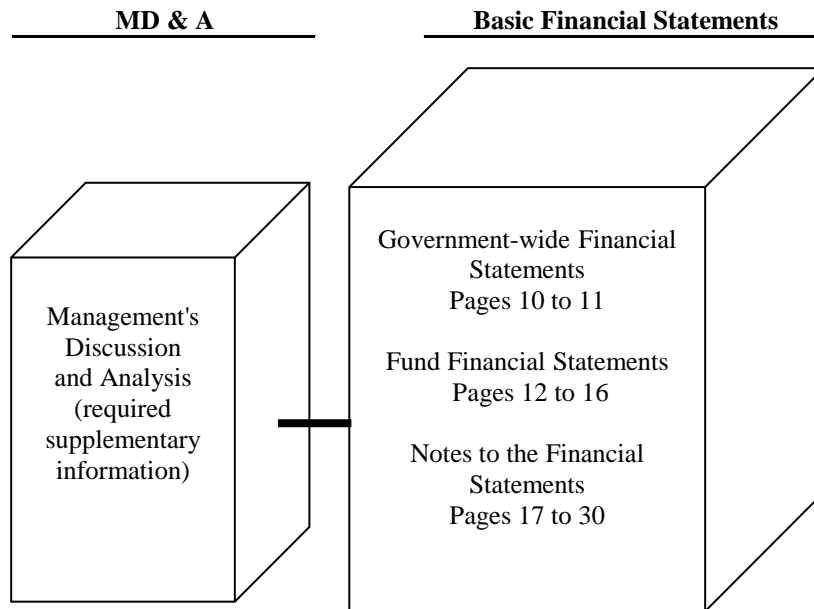 MD & A
Basic Financial Statements
Management's
Discussion
and Analysis
(required
supplementary
information)
Government-wide Financial
Statements
Pages 10 to 11
Fund Financial Statements
Pages 12 to 16
Notes to the Financial
Statements
Pages 17 to 30